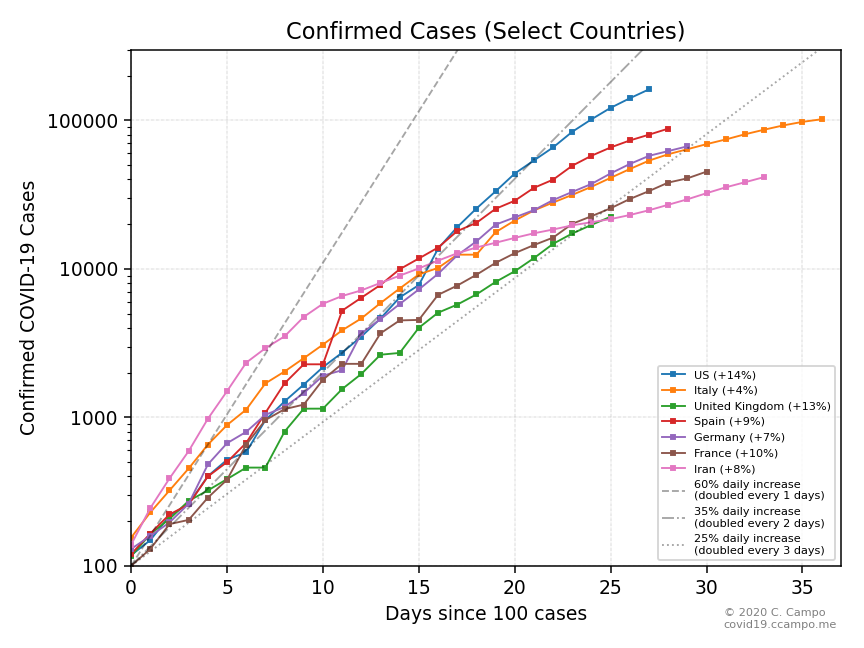 Confirmed Cases (Select Countries)
Confirmed COVID-19 Cases
100000
10000
1000
100
0
5
10
15
20
25
30
35
Days since 100 cases
US (+14%)
Italy (+4%)
United Kingdom (+13%)
Spain (+9%)
Germany (+7%)
France (+10%)
Iran (+8%)
60% daily increase
(doubled every 1 days)
35% daily increase
(doubled every 2 days)
25% daily increase
(doubled every 3 days)
© 2020 C. Campo
covid19.ccampo.me